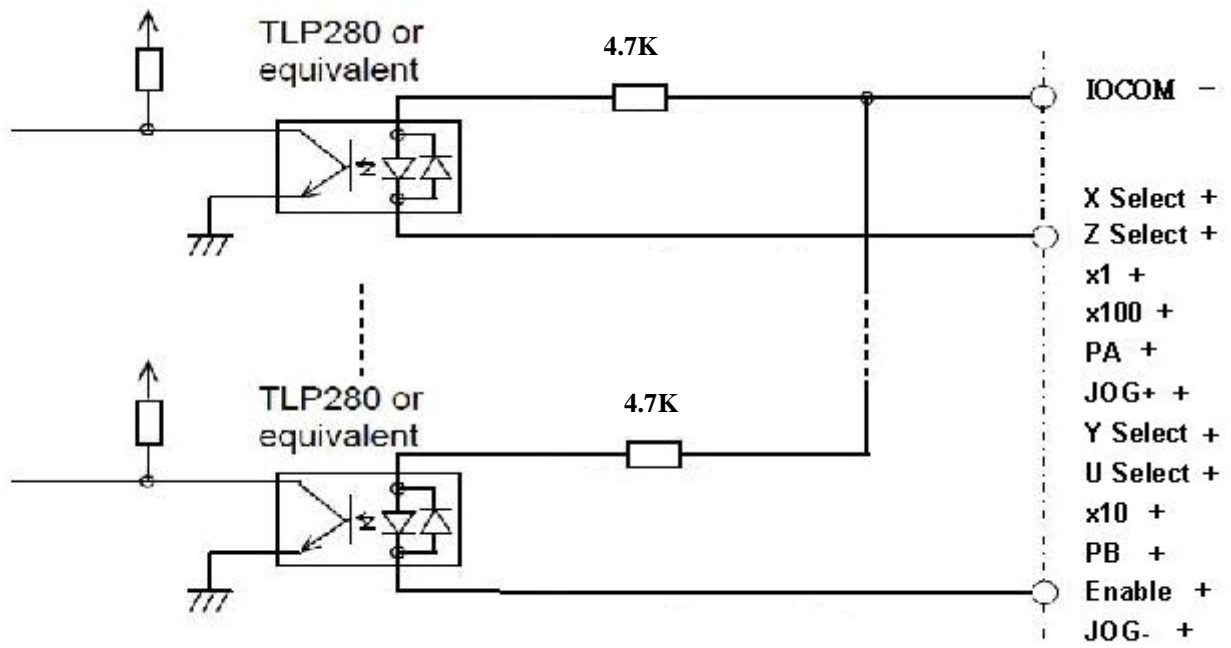 TLP280 or
equivalent
4.7K
IOCOM -
X Select +
Z Select +
x1 +
x100 +
PA +
JOG+ +
TLP280 or
equivalent
4.7K
Y Select +
U Select +
x10 +
PB +
Enable +
JOG- +